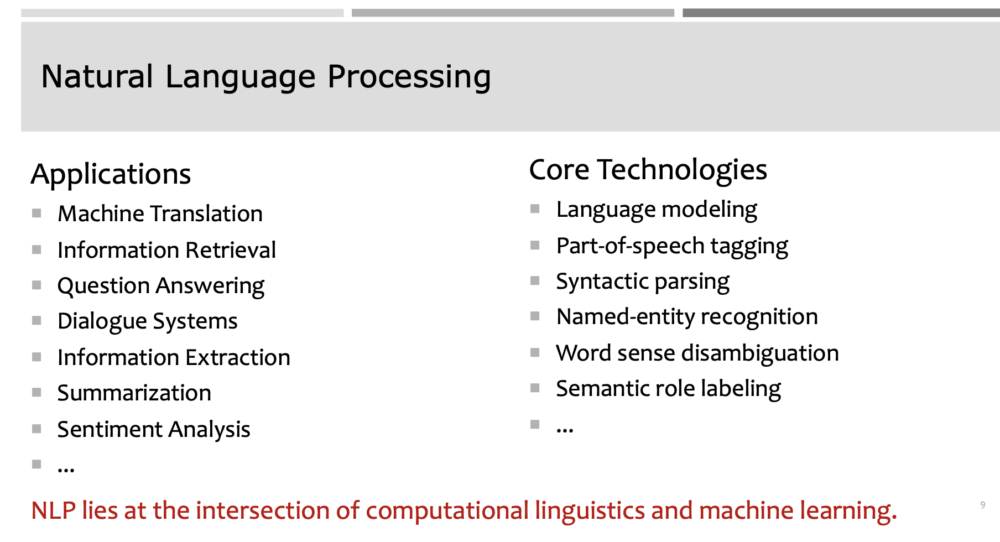 Natural Language Processing
Applications
Machine Translation
Information Retrieval
Question Answering
Dialogue Systems
Information Extraction
Summarization
Sentiment Analysis
...
Core Technologies
Language modeling
Part-of-speech tagging
Syntactic parsing
Named-entity recognition
Word sense disambiguation
Semantic role labeling
...
NLP lies at the intersection of computational linguistics and machine learning.
9